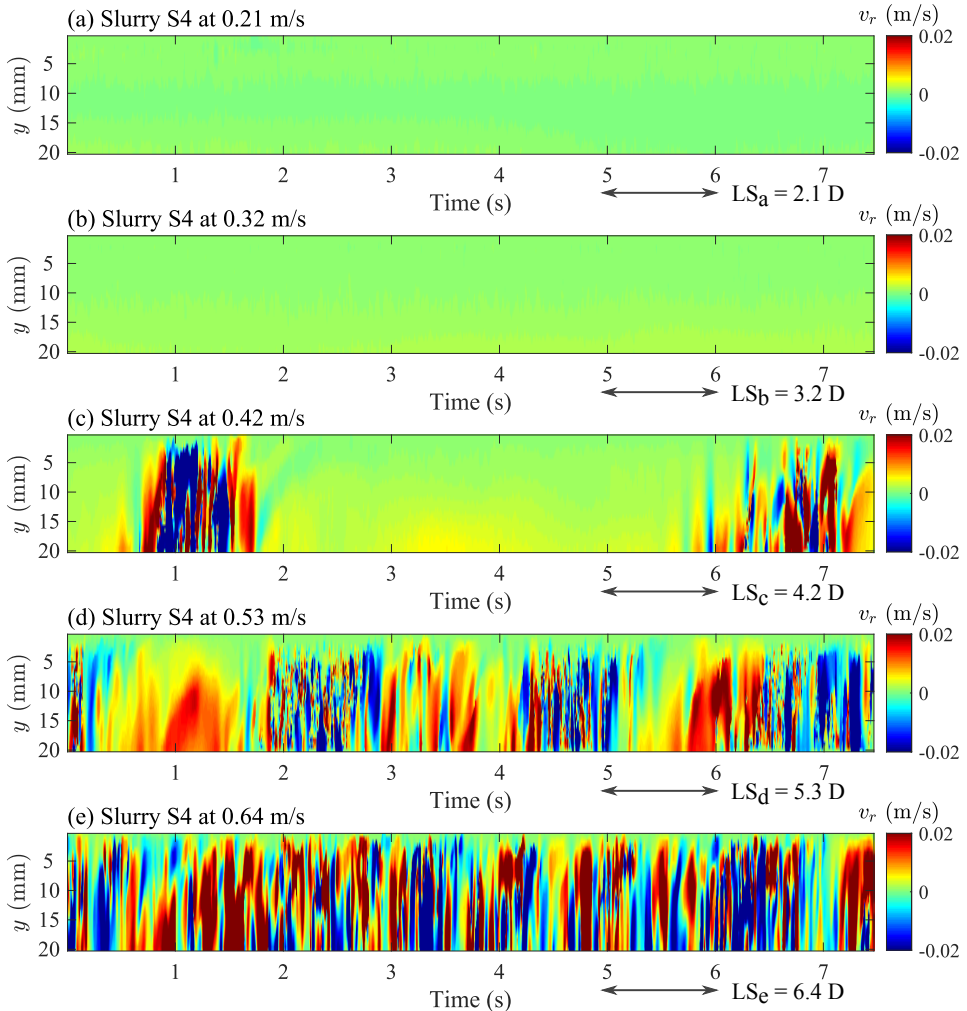 (a) Slurry S4 at 0.21 m/s
v_r (m/s)
0.02
0
-0.02
y (mm)
5
10
15
20
1 2 3 4 5 6 7
Time (s)
LS_a = 2.1 D
(b) Slurry S4 at 0.32 m/s
v_r (m/s)
0.02
0
-0.02
y (mm)
5
10
15
20
1 2 3 4 5 6 7
Time (s)
LS_b = 3.2 D
(c) Slurry S4 at 0.42 m/s
v_r (m/s)
0.02
0
-0.02
y (mm)
5
10
15
20
1 2 3 4 5 6 7
Time (s)
LS_c = 4.2 D
(d) Slurry S4 at 0.53 m/s
v_r (m/s)
0.02
0
-0.02
y (mm)
5
10
15
20
1 2 3 4 5 6 7
Time (s)
LS_d = 5.3 D
(e) Slurry S4 at 0.64 m/s
v_r (m/s)
0.02
0
-0.02
y (mm)
5
10
15
20
1 2 3 4 5 6 7
Time (s)
LS_e = 6.4 D